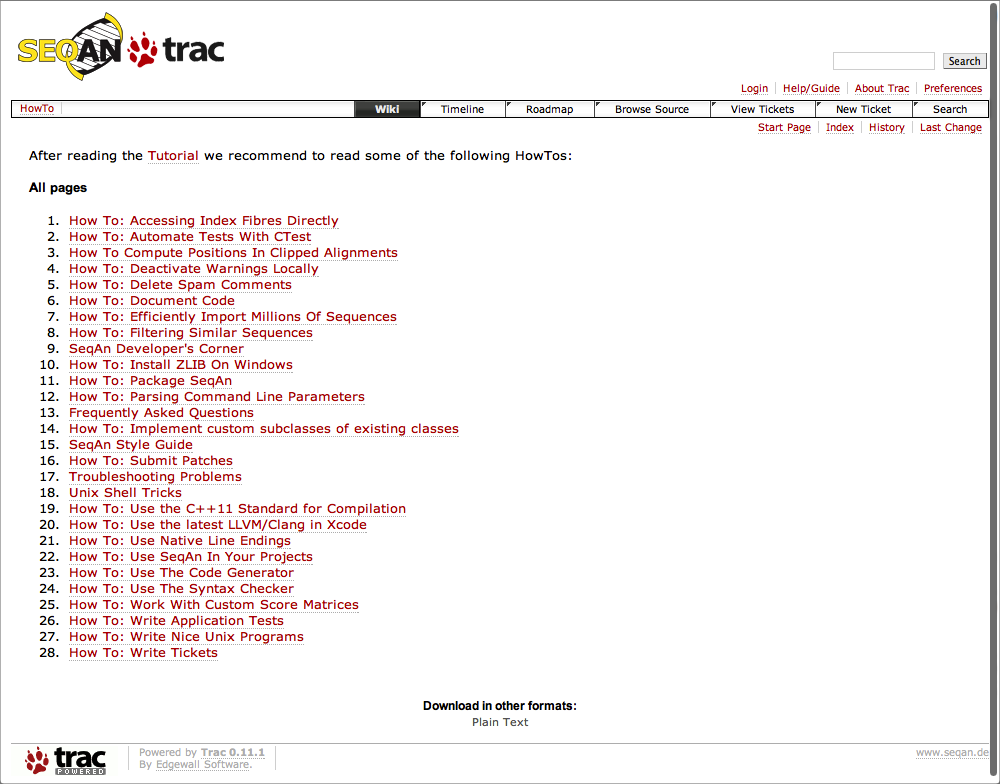 SEQAN trac
Search
Login Help/Guide About Trac Preferences
HowTo Wiki Timeline Roadmap Browse Source View Tickets New Ticket Search
Start Page Index History Last Change
After reading the Tutorial we recommend to read some of the following HowTos:
All pages
1. How To: Accessing Index Fibres Directly
2. How To: Automate Tests With CTest
3. How To Compute Positions In Clipped Alignments
4. How To: Deactivate Warnings Locally
5. How To: Delete Spam Comments
6. How To: Document Code
7. How To: Efficiently Import Millions Of Sequences
8. How To: Filtering Similar Sequences
9. SeqAn Developer's Corner
10. How To: Install ZLIB On Windows
11. How To: Package SeqAn
12. How To: Parsing Command Line Parameters
13. Frequently Asked Questions
14. How To: Implement custom subclasses of existing classes
15. SeqAn Style Guide
16. How To: Submit Patches
17. Troubleshooting Problems
18. Unix Shell Tricks
19. How To: Use the C++11 Standard for Compilation
20. How To: Use the latest LLVM/Clang in Xcode
21. How To: Use Native Line Endings
22. How To: Use SeqAn In Your Projects
23. How To: Use The Code Generator
24. How To: Use The Syntax Checker
25. How To: Work With Custom Score Matrices
26. How To: Write Application Tests
27. How To: Write Nice Unix Programs
28. How To: Write Tickets
Download in other formats:
Plain Text
trac POWERED
Powered by Trac 0.11.1
By Edgewall Software.
www.seqan.de